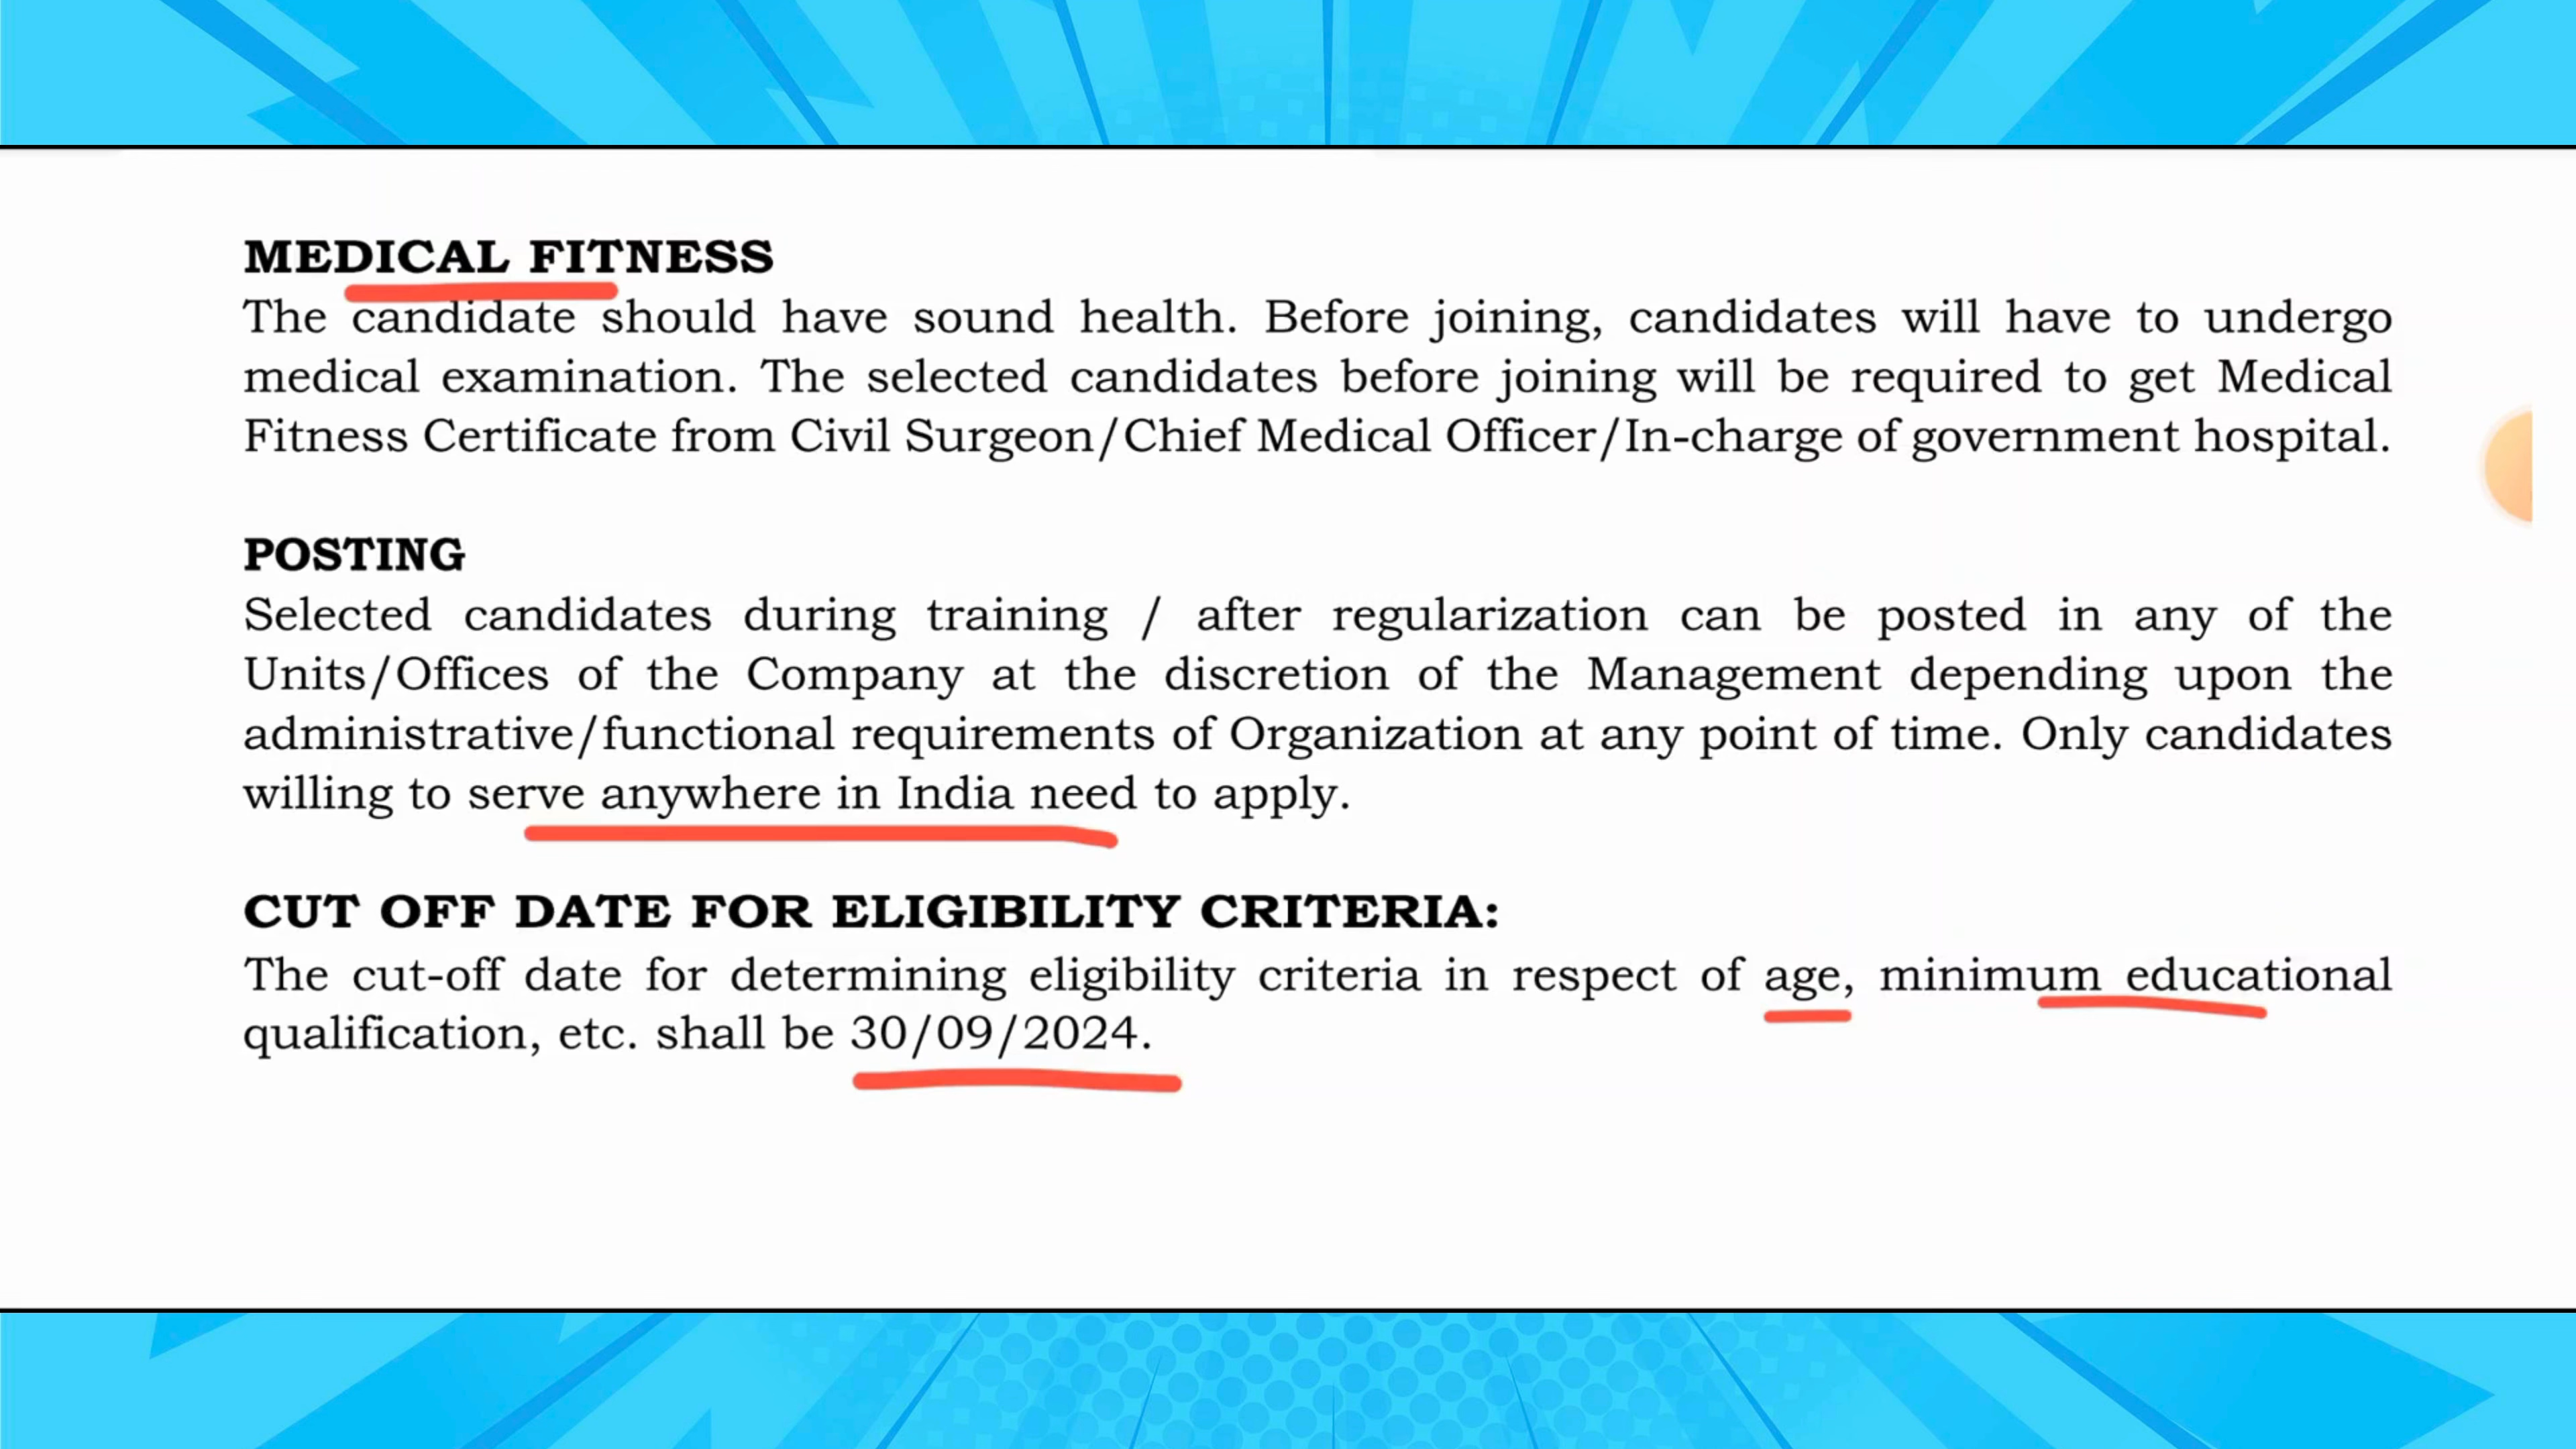 MEDICAL FITNESS
The candidate should have sound health. Before joining, candidates will have to undergo
medical examination. The selected candidates before joining will be required to get Medical
Fitness Certificate from Civil Surgeon/Chief Medical Officer/In-charge of government hospital.
POSTING
Selected candidates during training / after regularization can be posted in any of the
Units/Offices of the Company at the discretion of the Management depending upon the
administrative/functional requirements of Organization at any point of time. Only candidates
willing to serve anywhere in India need to apply.
CUT OFF DATE FOR ELIGIBILITY CRITERIA:
The cut-off date for determining eligibility criteria in respect of age, minimum educational
qualification, etc. shall be 30/09/2024.